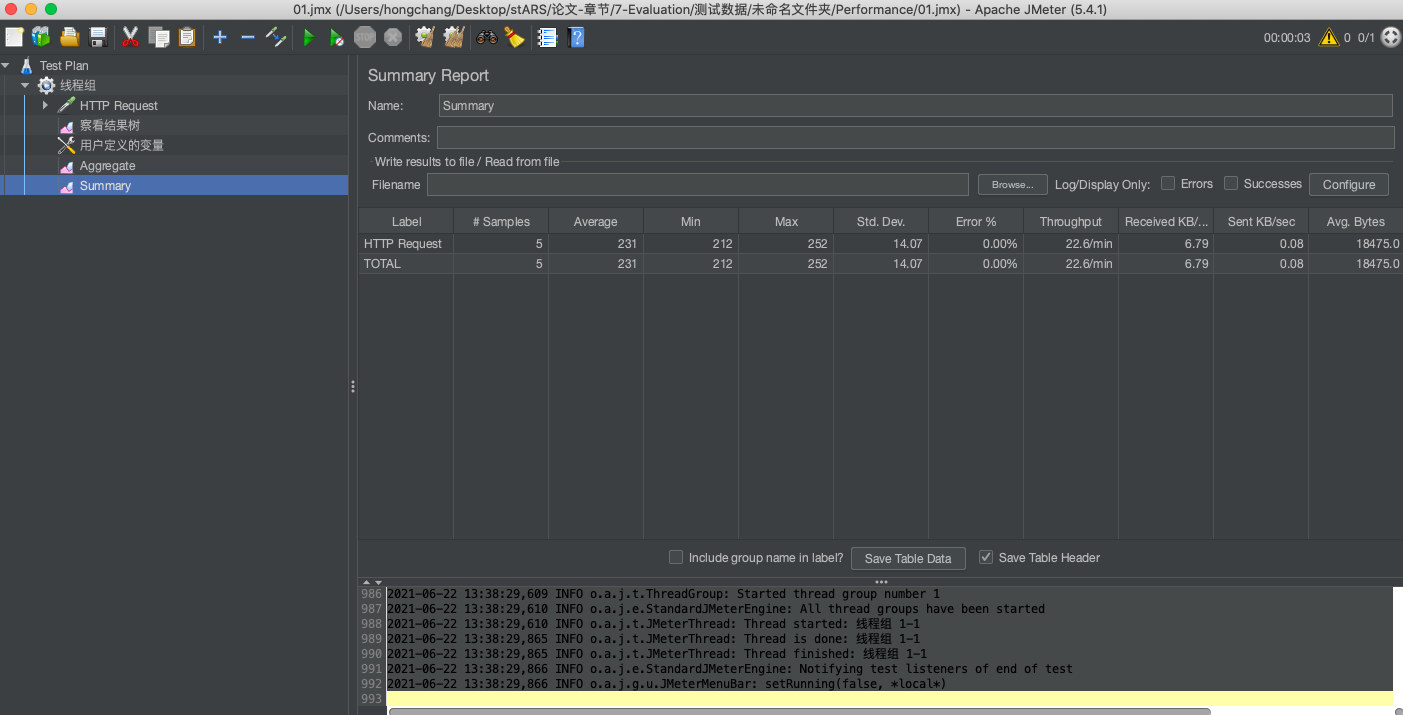 01.jmx (/Users/hongchang/Desktop/stARS/论文-章节/7-Evaluation/测试数据/未命名文件夹/Performance/01.jmx) - Apache JMeter (5.4.1)
STOP
00:00:03 0 0/1
Test Plan
线程组
HTTP Request
察看结果树
用户定义的变量
Aggregate
Summary
Summary Report
Name: Summary
Comments:
Write results to file / Read from file
Filename Browse... Log/Display Only: Errors Successes Configure
Label # Samples Average Min Max Std. Dev. Error % Throughput Received KB/... Sent KB/sec Avg. Bytes
HTTP Request 5 231 212 252 14.07 0.00% 22.6/min 6.79 0.08 18475.0
TOTAL 5 231 212 252 14.07 0.00% 22.6/min 6.79 0.08 18475.0
Include group name in label? Save Table Data Save Table Header
986 2021-06-22 13:38:29,609 INFO o.a.j.t.ThreadGroup: Started thread group number 1
987 2021-06-22 13:38:29,610 INFO o.a.j.e.StandardJMeterEngine: All thread groups have been started
988 2021-06-22 13:38:29,610 INFO o.a.j.t.JMeterThread: Thread started: 线程组 1-1
989 2021-06-22 13:38:29,865 INFO o.a.j.t.JMeterThread: Thread is done: 线程组 1-1
990 2021-06-22 13:38:29,865 INFO o.a.j.t.JMeterThread: Thread finished: 线程组 1-1
991 2021-06-22 13:38:29,866 INFO o.a.j.e.StandardJMeterEngine: Notifying test listeners of end of test
992 2021-06-22 13:38:29,866 INFO o.a.j.g.u.JMeterMenuBar: setRunning(false, *local*)
993